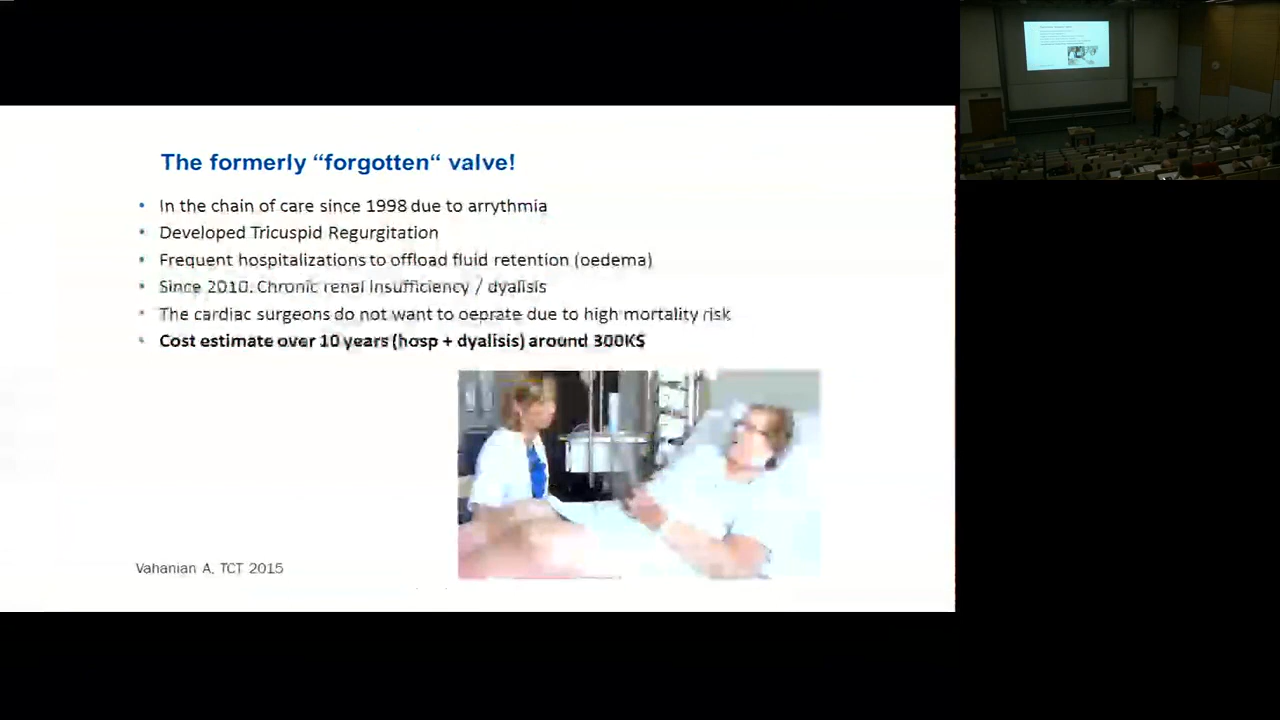 The formerly “forgotten“ valve!
• In the chain of care since 1998 due to arrythmia
• Developed Tricuspid Regurgitation
• Frequent hospitalizations to offload fluid retention (oedema)
• Since 2010. Chronic renal insufficiency / dyalisis
• The cardiac surgeons do not want to oeprate due to high mortality risk
• Cost estimate over 10 years (hosp + dyalisis) around 300K$
Vahanian A, TCT 2015